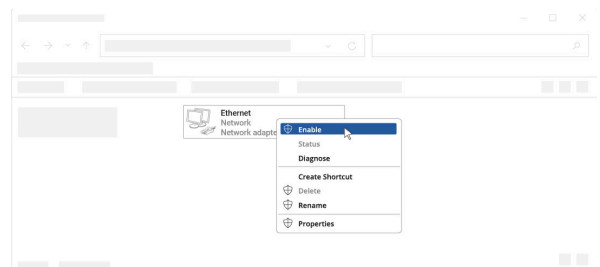 Ethernet
Network
Network adapte
Enable
Status
Diagnose
Create Shortcut
Delete
Rename
Properties